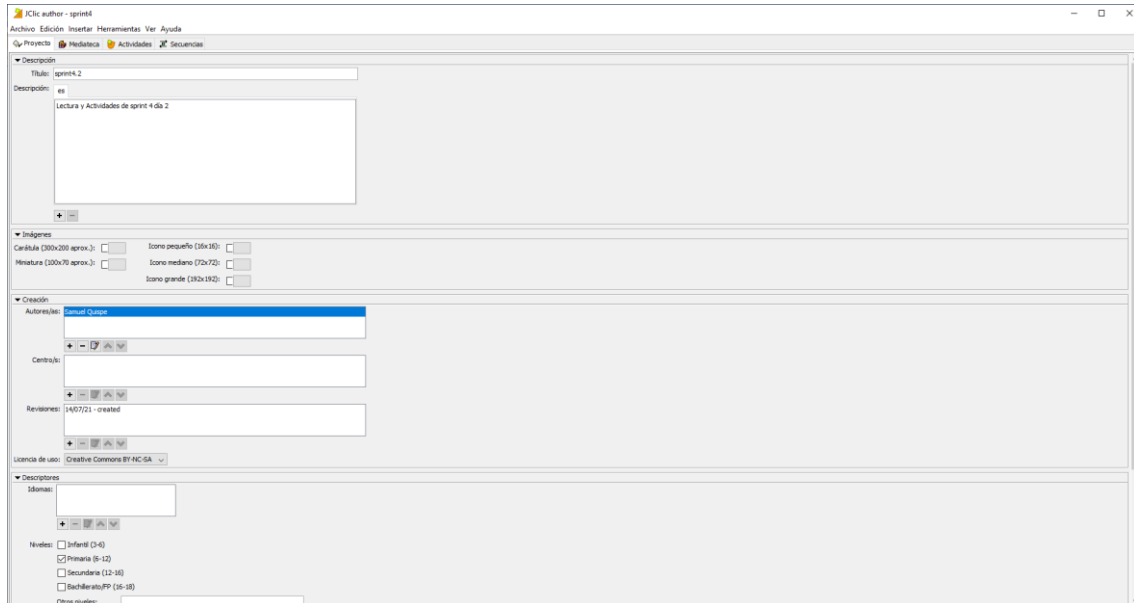 JClic author - sprint4
Archivo Edición Insertar Herramientas Ver Ayuda
Proyecto Mediateca Actividades Secuencias
Descripción
Título: sprint4.2
Descripción: es
Lectura y Actividades de sprint 4 día 2
Imágenes
Carátula (300x200 aprox.): Icono pequeño (16x16):
Miniatura (100x70 aprox.): Icono mediano (72x72):
Icono grande (192x192):
Creación
Autores/as: Samuel Quispe
Centro/s:
Revisiones: 14/07/21 - created
Licencia de uso: Creative Commons BY-NC-SA
Descriptores
Idiomas:
Niveles: Infantil (3-6)
Primaria (6-12)
Secundaria (12-16)
Bachillerato/FP (16-18)
Otros niveles: